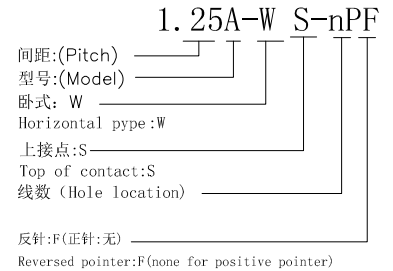 1.25A-W S-nPF
间距:(Pitch)
型号:(Model)
卧式: W
Horizontal pype:W
上接点:S
Top of contact:S
线数（Hole location)
反针:F(正针:无)
Reversed pointer:F(none for positive pointer)